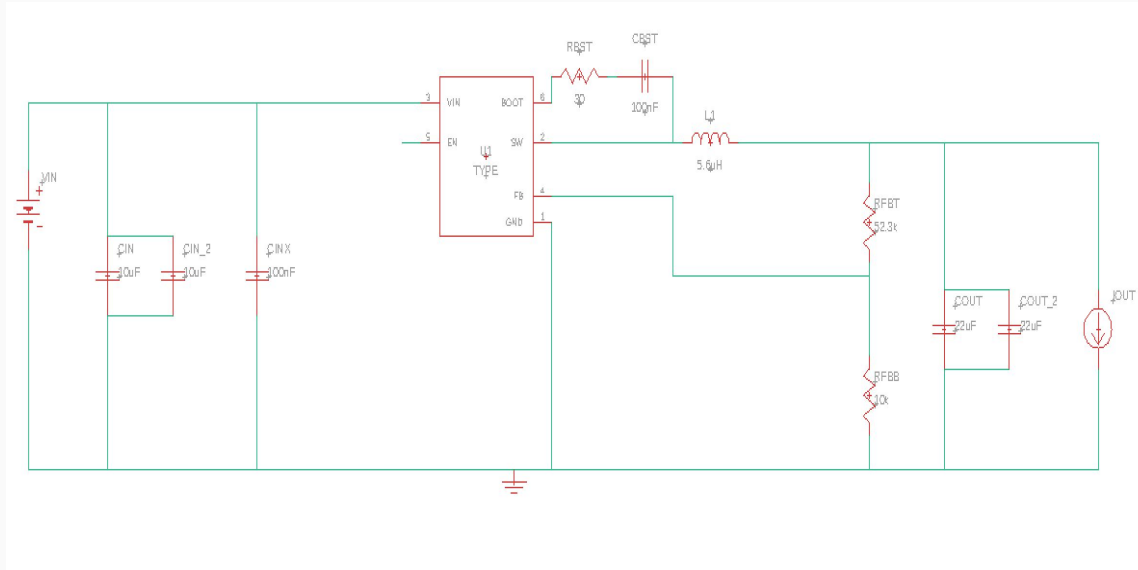 RBST
CBST
30
100nF
3
VIN
BOOT
6
5
EN
SW
2
U1
TYPE
FB
4
GND
1
L1
5.6uH
VIN
+
-
CIN
10uF
CIN_2
10uF
CINX
100nF
RFBT
52.3k
COUT
22uF
COUT_2
22uF
IOUT
RFBB
10k